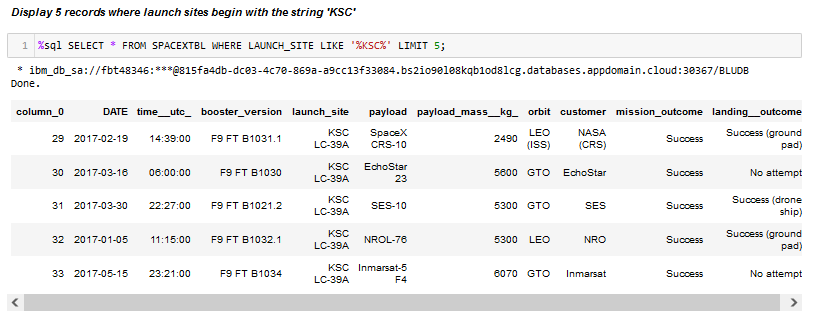 Display 5 records where launch sites begin with the string 'KSC'
1 %sql SELECT * FROM SPACEXTBL WHERE LAUNCH_SITE LIKE '%KSC%' LIMIT 5;
* ibm_db_sa://fbt48346:***@815fa4db-dc03-4c70-869a-a9cc13f33084.bs2io90l08kqb1od8lcg.databases.appdomain.cloud:30367/BLUDB
Done.
column_0 DATE time__utc_ booster_version launch_site payload payload_mass__kg_ orbit customer mission_outcome landing__outcome
29 2017-02-19 14:39:00 F9 FT B1031.1 KSC LC-39A SpaceX CRS-10 2490 LEO (ISS) NASA (CRS) Success Success (ground pad)
30 2017-03-16 06:00:00 F9 FT B1030 KSC LC-39A EchoStar 23 5600 GTO EchoStar Success No attempt
31 2017-03-30 22:27:00 F9 FT B1021.2 KSC LC-39A SES-10 5300 GTO SES Success Success (drone ship)
32 2017-01-05 11:15:00 F9 FT B1032.1 KSC LC-39A NROL-76 5300 LEO NRO Success Success (ground pad)
33 2017-05-15 23:21:00 F9 FT B1034 KSC LC-39A Inmarsat-5 F4 6070 GTO Inmarsat Success No attempt